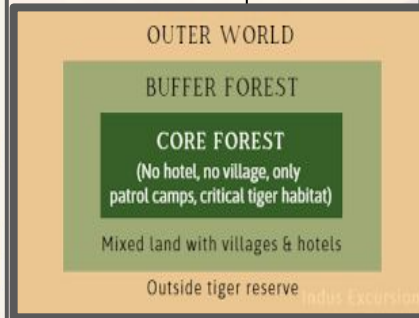 OUTER WORLD
BUFFER FOREST
CORE FOREST
(No hotel, no village, only
patrol camps, critical tiger habitat)
Mixed land with villages & hotels
Outside tiger reserve
Indus Excursion